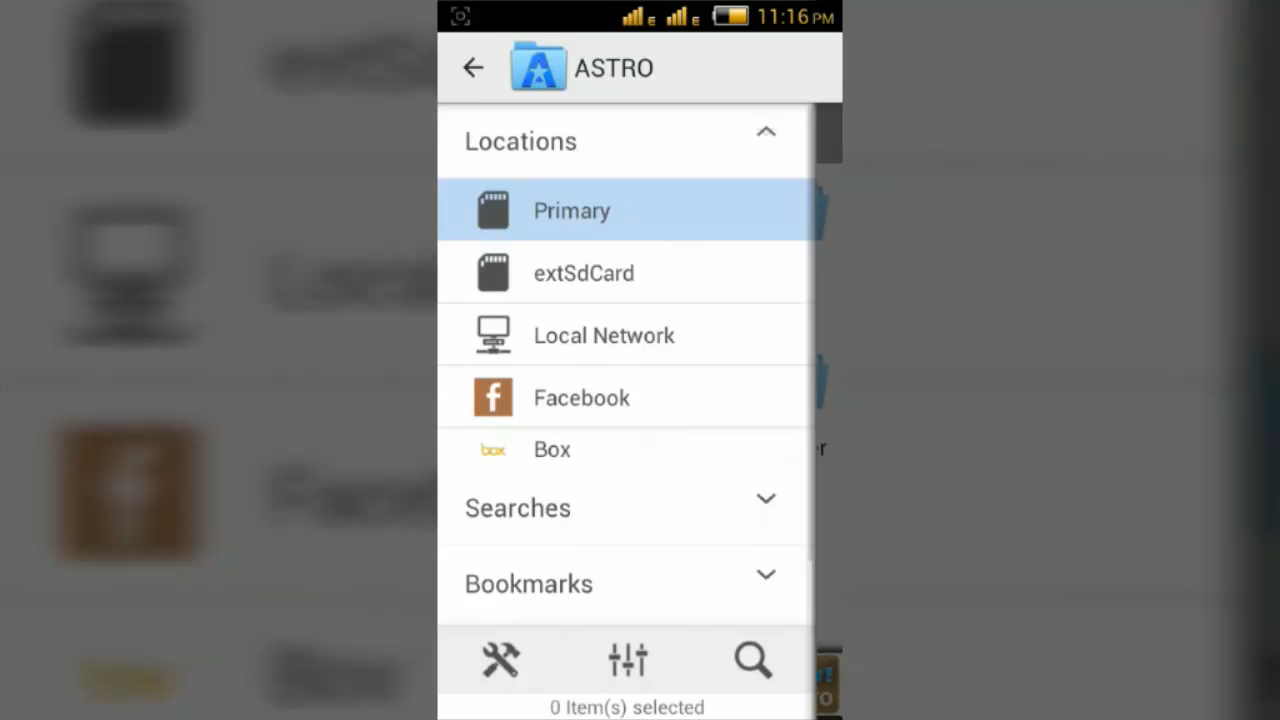 E E 11:16 PM
ASTRO
Locations
Primary
extSdCard
Local Network
Facebook
box Box
Searches
Bookmarks
0 Item(s) selected